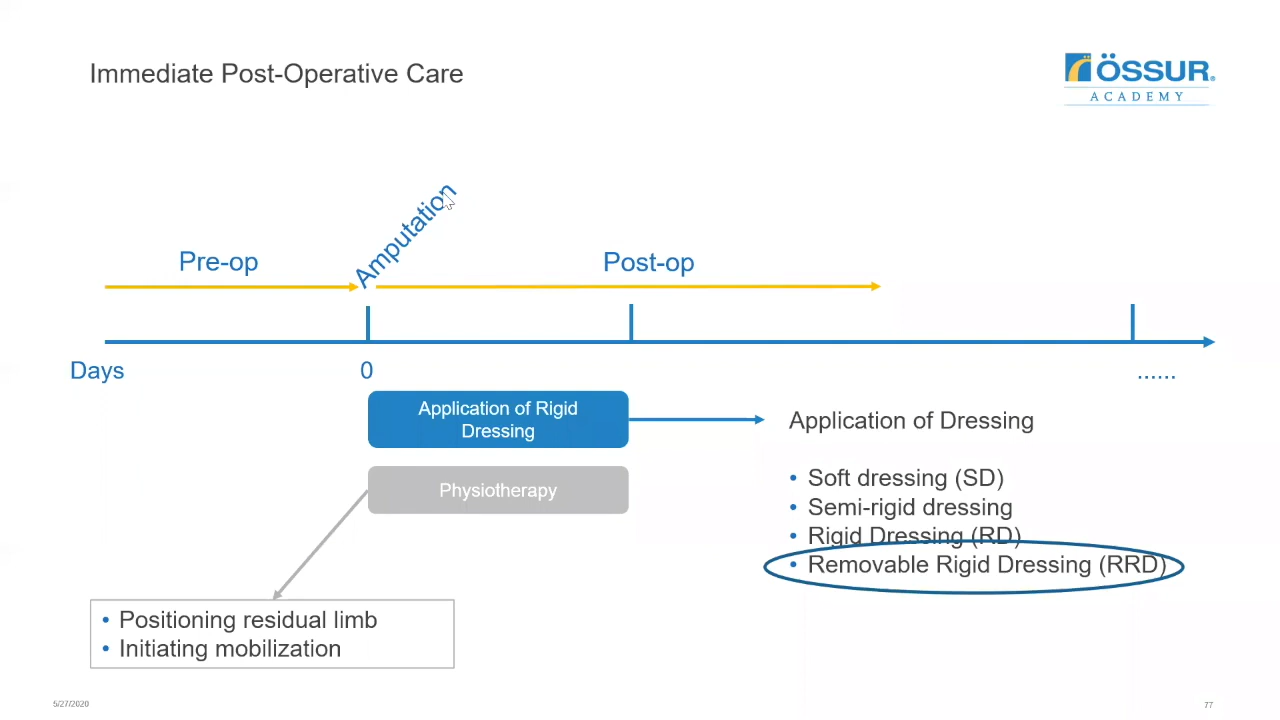 Immediate Post-Operative Care
ÖSSUR®
ACADEMY
Amputation
Pre-op
Post-op
Days
0
......
Application of Rigid
Dressing
Application of Dressing
Physiotherapy
• Soft dressing (SD)
• Semi-rigid dressing
• Rigid Dressing (RD)
• Removable Rigid Dressing (RRD)
• Positioning residual limb
• Initiating mobilization
5/27/2020
77